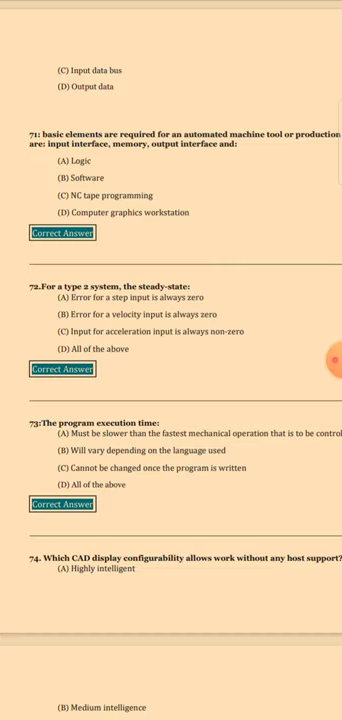 (C) Input data bus
(D) Output data
71: basic elements are required for an automated machine tool or production
are: input interface, memory, output interface and:
(A) Logic
(B) Software
(C) NC tape programming
(D) Computer graphics workstation
Correct Answer
72.For a type 2 system, the steady-state:
(A) Error for a step input is always zero
(B) Error for a velocity input is always zero
(C) Input for acceleration input is always non-zero
(D) All of the above
Correct Answer
73:The program execution time:
(A) Must be slower than the fastest mechanical operation that is to be control
(B) Will vary depending on the language used
(C) Cannot be changed once the program is written
(D) All of the above
Correct Answer
74. Which CAD display configurability allows work without any host support?
(A) Highly intelligent
(B) Medium intelligence